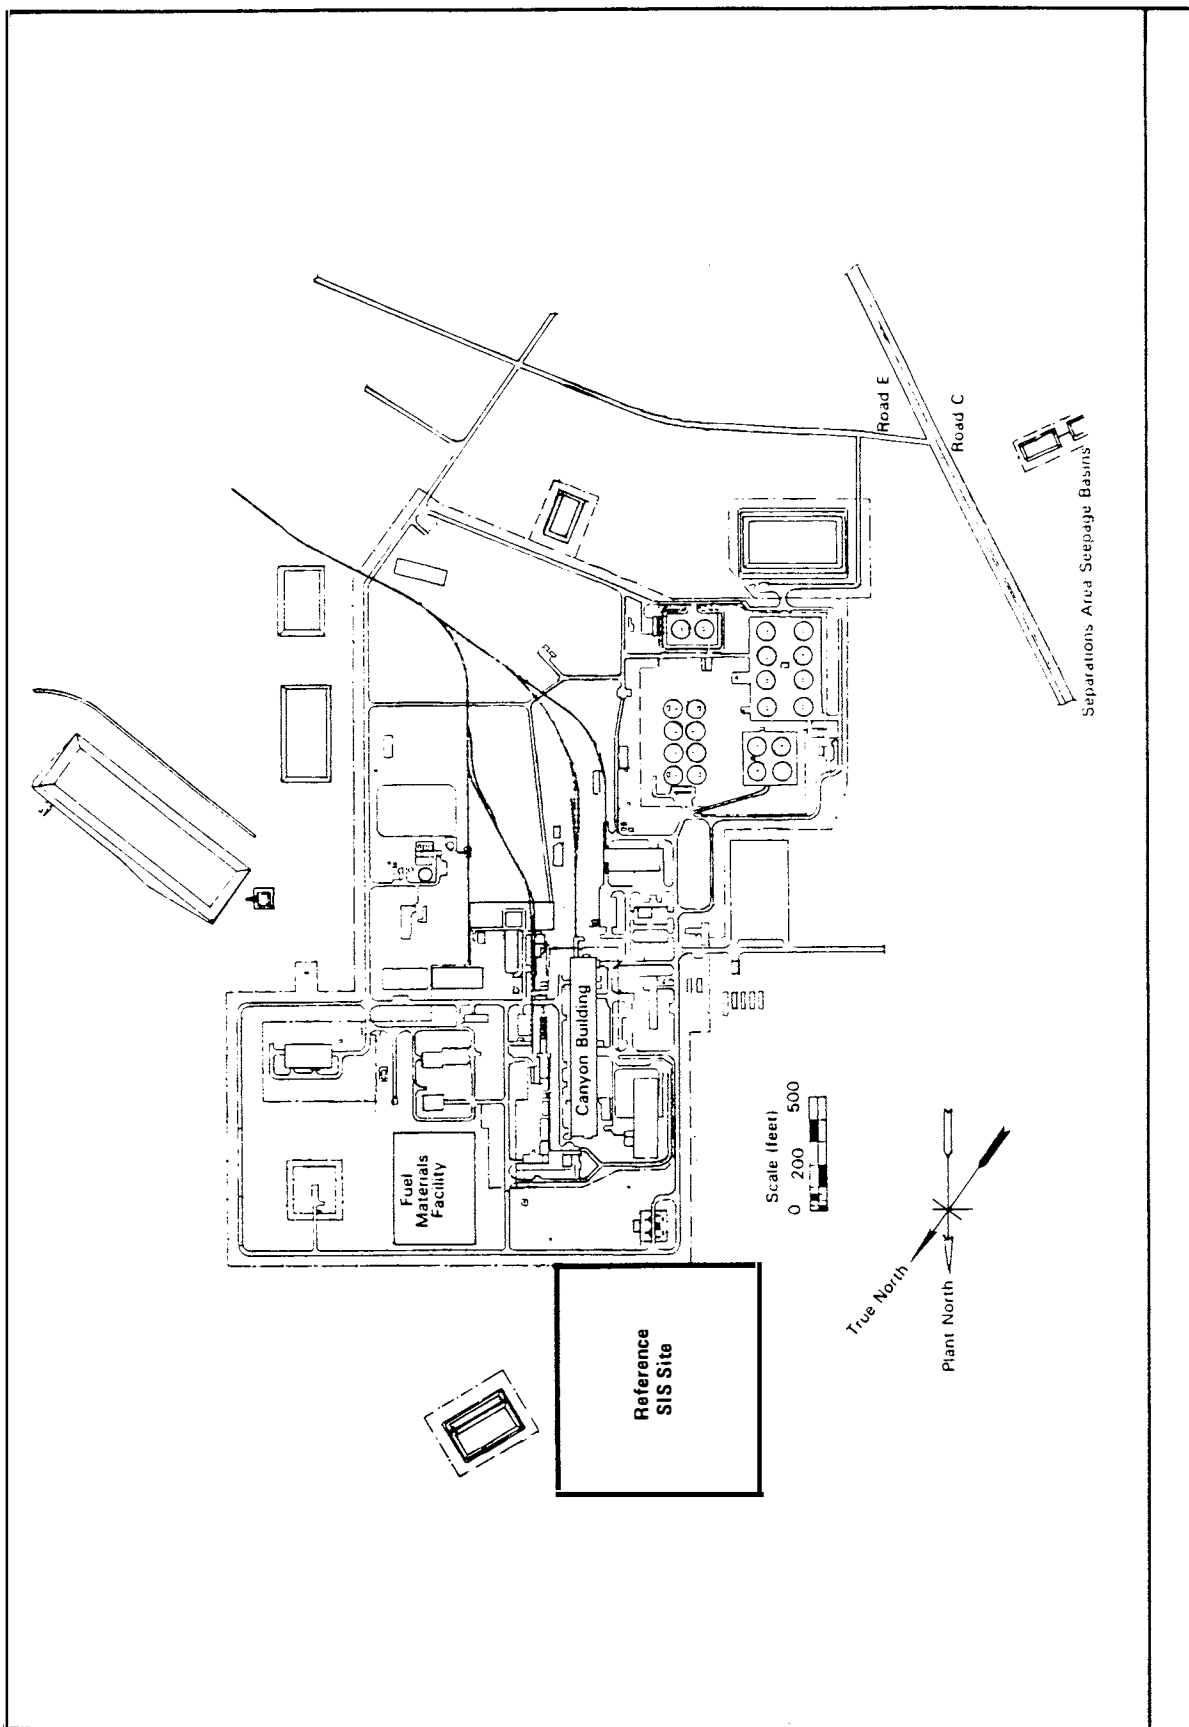 Road E
Road C
Separations Area Seepage Basins
Canyon Building
Fuel
Materials
Facility
Scale (feet)
0 200 500
Reference
SIS Site
True North
Plant North